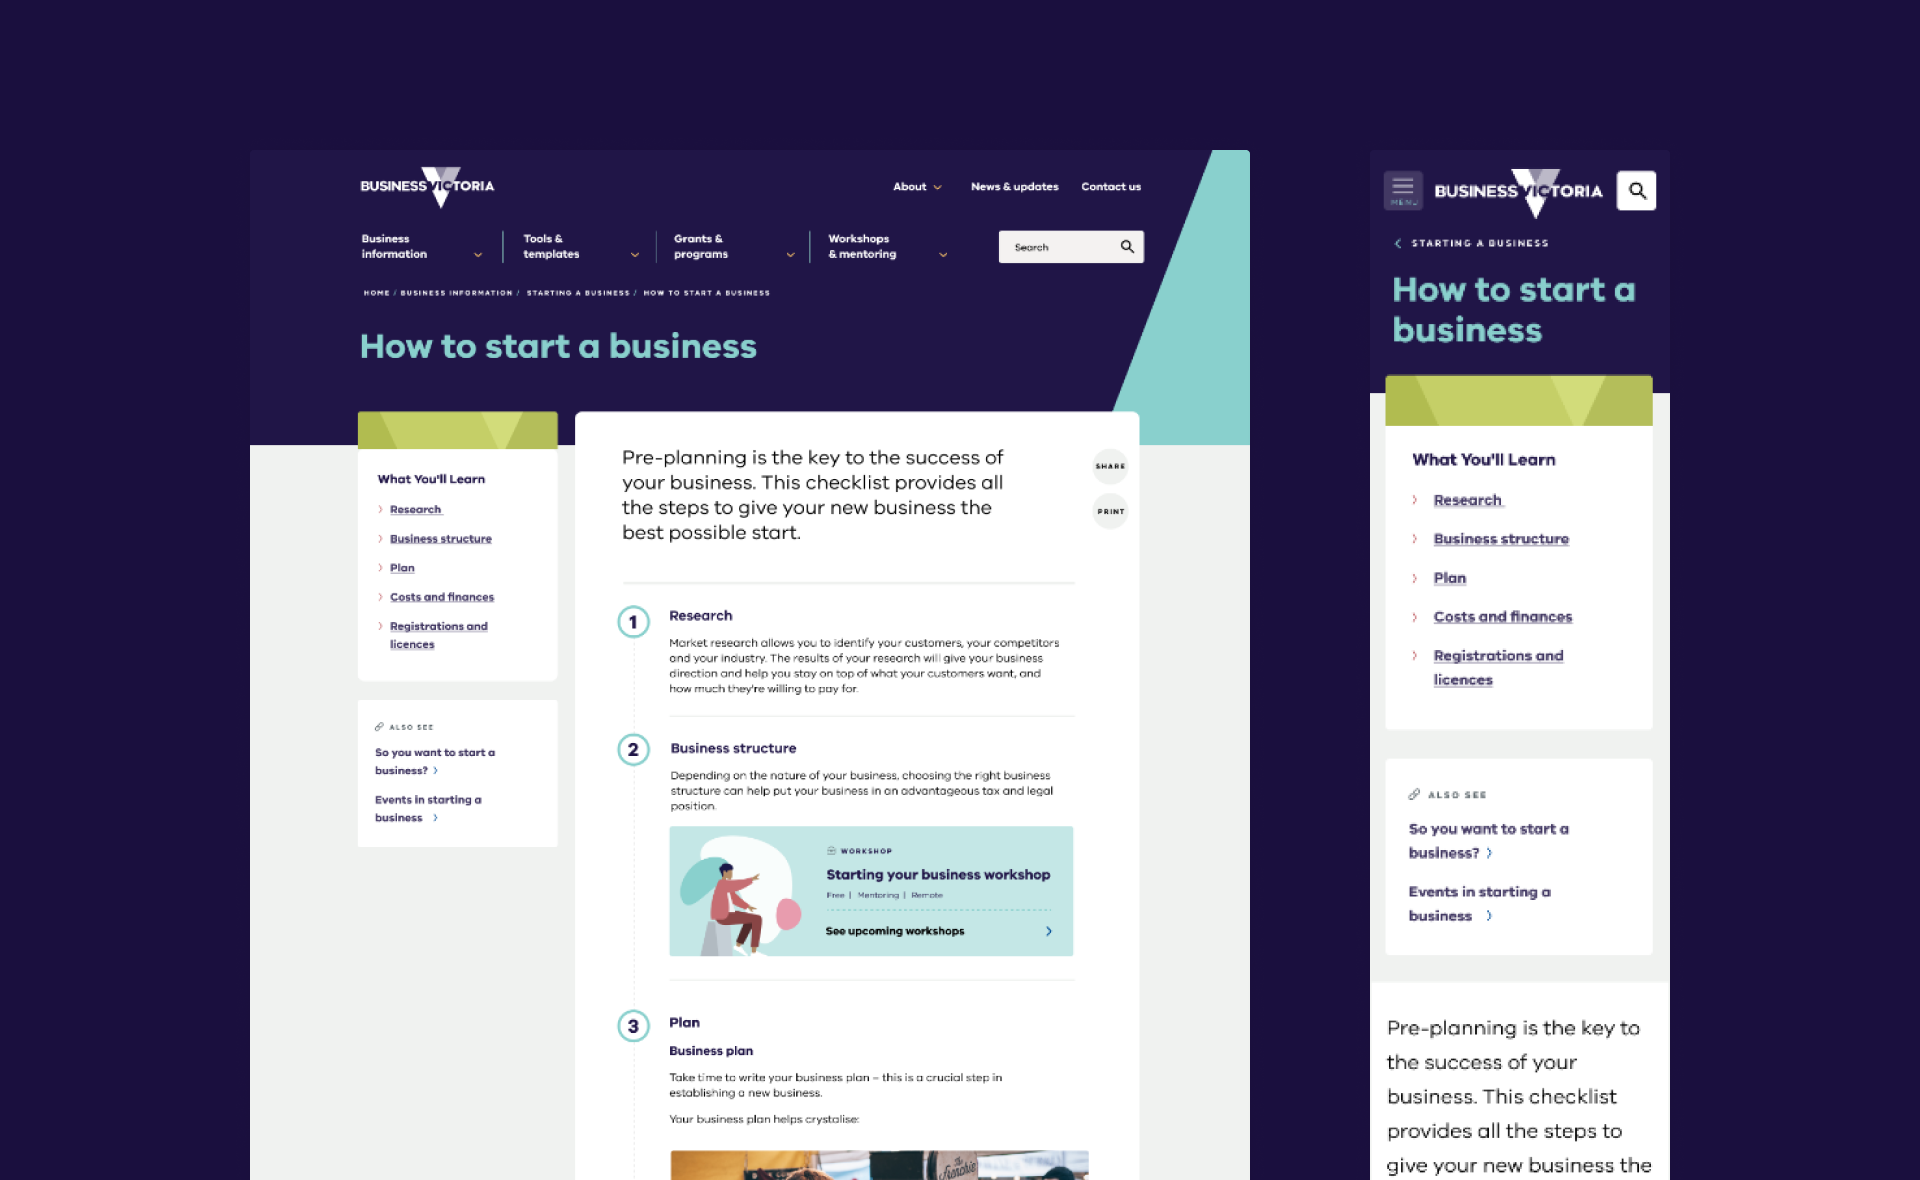 BUSINESS VICTORIA
About
News & updates
Contact us
Business
information
Tools &
templates
Grants &
programs
Workshops
& mentoring
Search
HOME / BUSINESS INFORMATION / STARTING A BUSINESS / HOW TO START A BUSINESS
How to start a business
What You'll Learn
Research
Business structure
Plan
Costs and finances
Registrations and
licences
ALSO SEE
So you want to start a
business?
Events in starting a
business
Pre-planning is the key to the success of
your business. This checklist provides all
the steps to give your new business the
best possible start.
SHARE
PRINT
1
Research
Market research allows you to identify your customers, your competitors
and your industry. The results of your research will give your business
direction and help you stay on top of what your customers want, and
how much they're willing to pay for.
2
Business structure
Depending on the nature of your business, choosing the right business
structure can help put your business in an advantageous tax and legal
position.
WORKSHOP
Starting your business workshop
Free | Mentoring | Remote
See upcoming workshops
3
Plan
Business plan
Take time to write your business plan – this is a crucial step in
establishing a new business.
Your business plan helps crystalise:
The
Frenchie
MENU
BUSINESS VICTORIA
STARTING A BUSINESS
How to start a
business
What You'll Learn
Research
Business structure
Plan
Costs and finances
Registrations and
licences
ALSO SEE
So you want to start a
business?
Events in starting a
business
Pre-planning is the key to
the success of your
business. This checklist
provides all the steps to
give your new business the